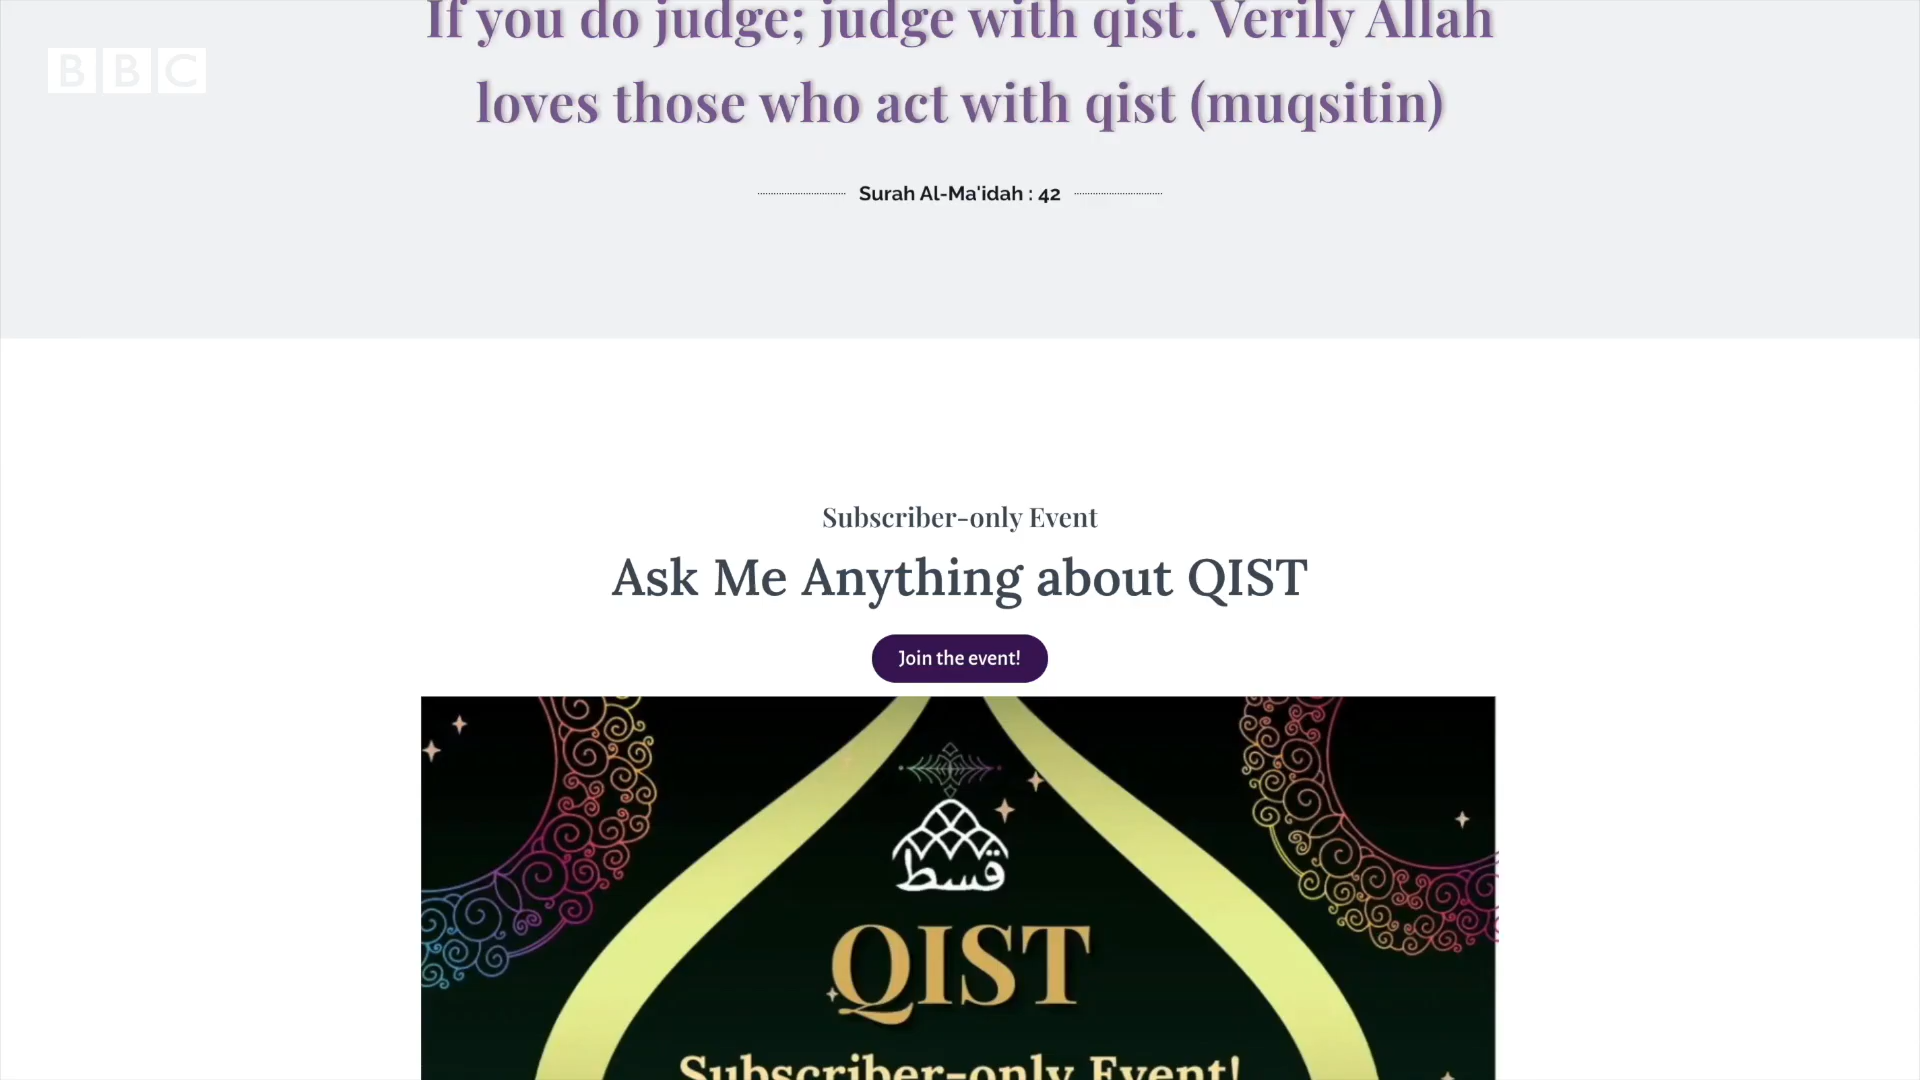 If you do judge; judge with qist. Verily Allah
BBC
loves those who act with qist (muqsitin)
Surah Al-Ma'idah : 42
Subscriber-only Event
Ask Me Anything about QIST
Join the event!
قسط
QIST
Subscriber-only Event!